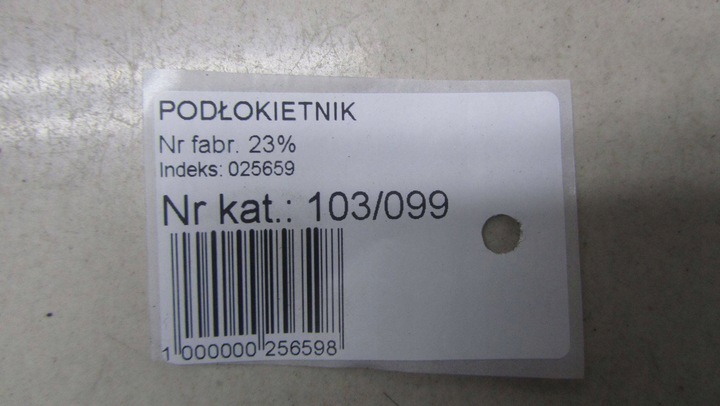 PODŁOKIETNIK
Nr fabr. 23%
Indeks: 025659
Nr kat.: 103/099
1 000000 256598